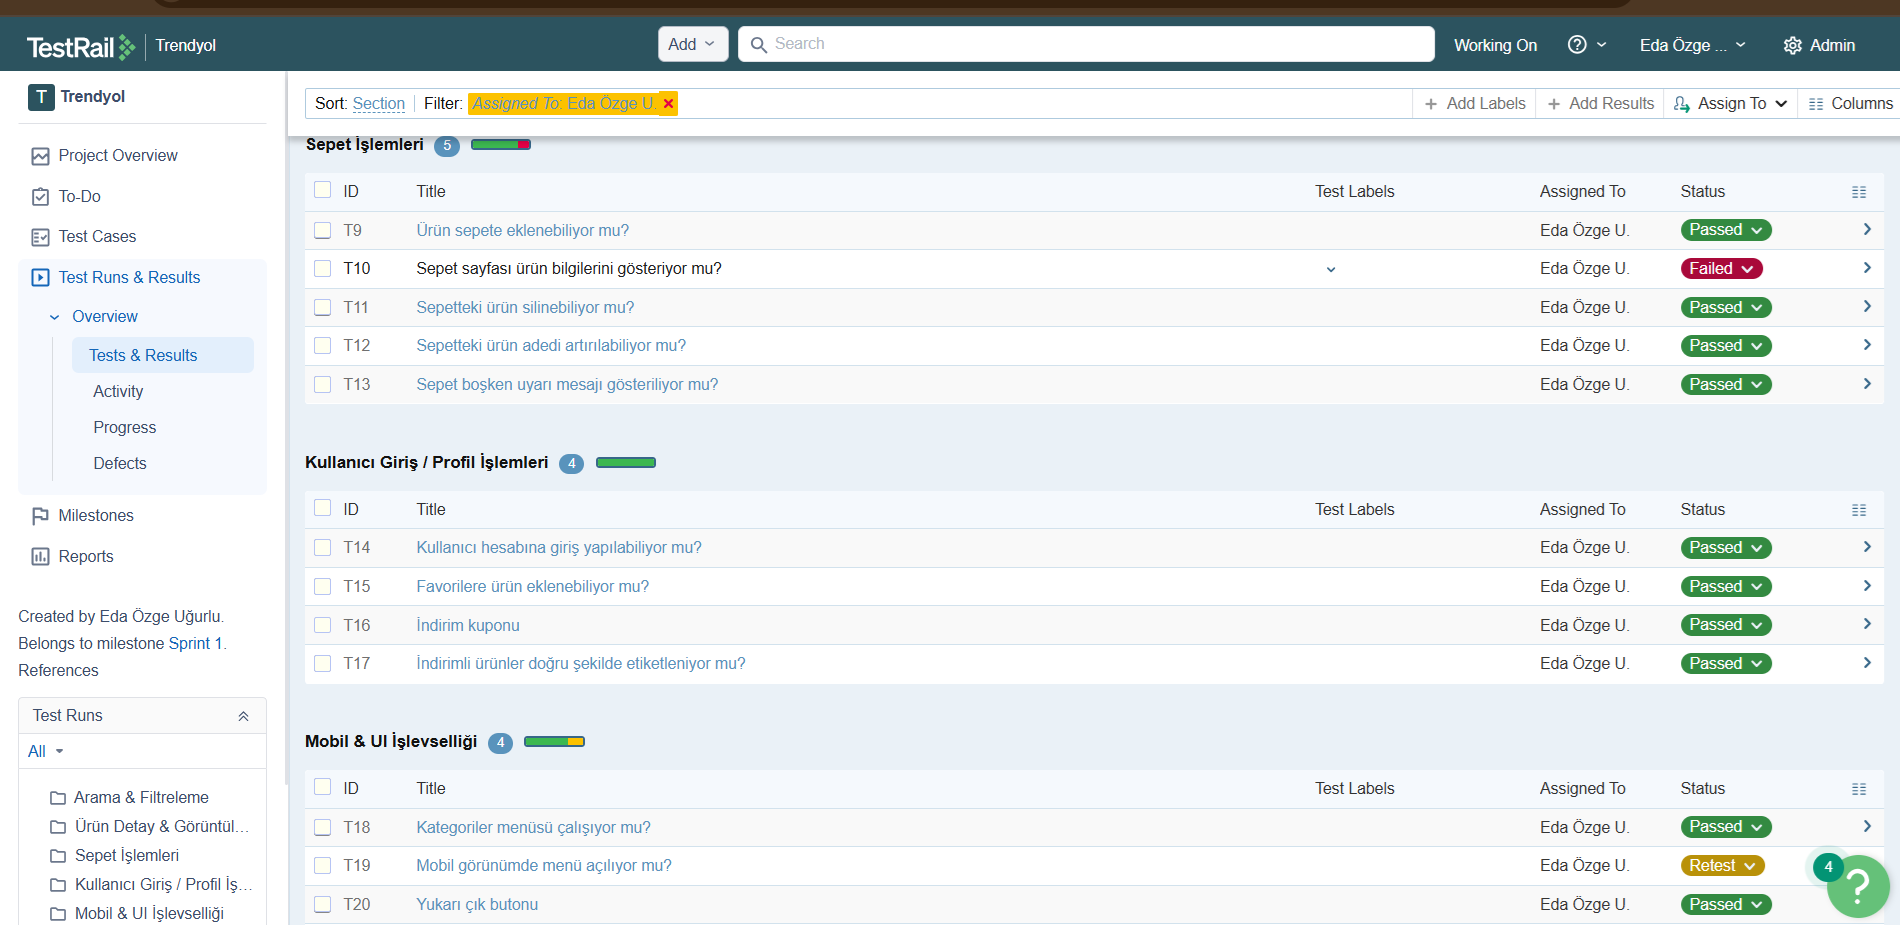 TestRail Trendyol Add Search Working On Eda Özge ... Admin
T Trendyol
Project Overview
To-Do
Test Cases
Test Runs & Results
Overview
Tests & Results
Activity
Progress
Defects
Milestones
Reports
Created by Eda Özge Uğurlu.
Belongs to milestone Sprint 1.
References
Test Runs
All
Arama & Filtreleme
Ürün Detay & Görüntül...
Sepet İşlemleri
Kullanıcı Giriş / Profil İş...
Mobil & UI İşlevselliği
Sort: Section Filter: Assigned To: Eda Özge U. + Add Labels + Add Results Assign To Columns
Sepet İşlemleri 5
ID Title Test Labels Assigned To Status
T9 Ürün sepete eklenebiliyor mu? Eda Özge U. Passed
T10 Sepet sayfası ürün bilgilerini gösteriyor mu? Eda Özge U. Failed
T11 Sepetteki ürün silinebiliyor mu? Eda Özge U. Passed
T12 Sepetteki ürün adedi artırılabiliyor mu? Eda Özge U. Passed
T13 Sepet boşken uyarı mesajı gösteriliyor mu? Eda Özge U. Passed
Kullanıcı Giriş / Profil İşlemleri 4
ID Title Test Labels Assigned To Status
T14 Kullanıcı hesabına giriş yapılabiliyor mu? Eda Özge U. Passed
T15 Favorilere ürün eklenebiliyor mu? Eda Özge U. Passed
T16 İndirim kuponu Eda Özge U. Passed
T17 İndirimli ürünler doğru şekilde etiketleniyor mu? Eda Özge U. Passed
Mobil & UI İşlevselliği 4
ID Title Test Labels Assigned To Status
T18 Kategoriler menüsü çalışıyor mu? Eda Özge U. Passed
T19 Mobil görünümde menü açılıyor mu? Eda Özge U. Retest
T20 Yukarı çık butonu Eda Özge U. Passed
4
?